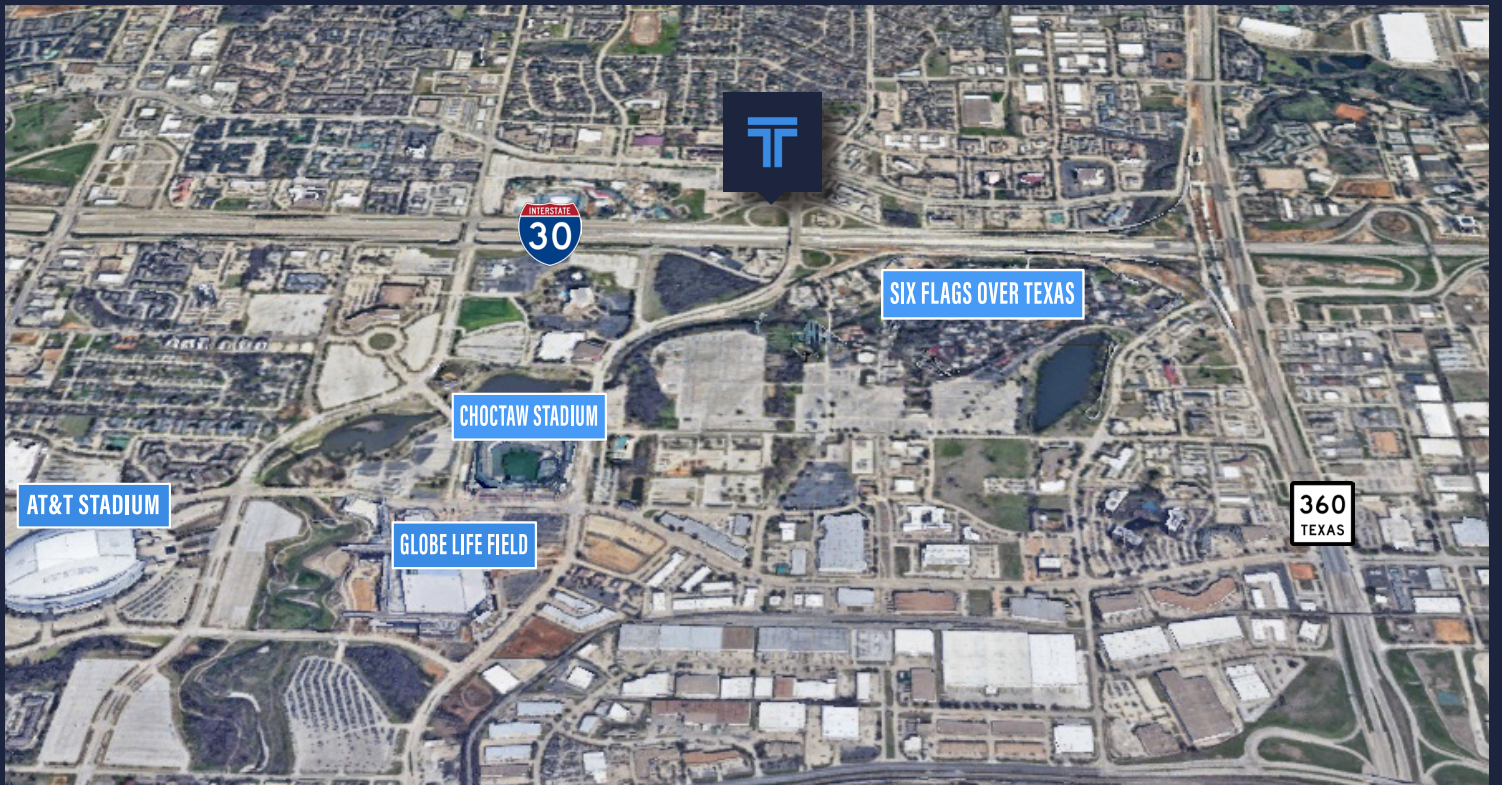 INTERSTATE
30
SIX FLAGS OVER TEXAS
CHOCTAW STADIUM
AT&T STADIUM
GLOBE LIFE FIELD
360
TEXAS